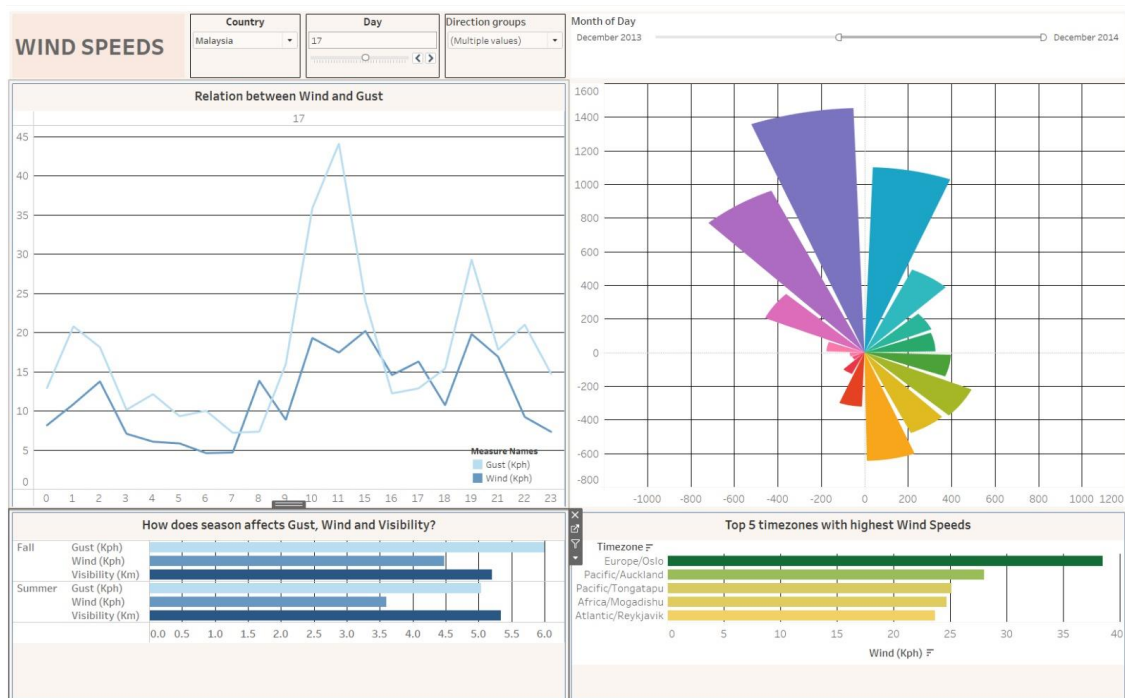 WIND SPEEDS
Country
Malaysia
Day
17
Direction groups
(Multiple values)
Month of Day
December 2013
December 2014
Relation between Wind and Gust
17
45
40
35
30
25
20
15
10
5
0
0 1 2 3 4 5 6 7 8 9 10 11 12 13 14 15 16 17 18 19 20 21 22 23
Measure Names
Gust (Kph)
Wind (Kph)
1600
1400
1200
1000
800
600
400
200
0
-200
-400
-600
-800
-1000 -800 -600 -400 -200 0 200 400 600 800 1000 1200
How does season affects Gust, Wind and Visibility?
Fall Gust (Kph)
Wind (Kph)
Visibility (Km)
Summer Gust (Kph)
Wind (Kph)
Visibility (Km)
0.0 0.5 1.0 1.5 2.0 2.5 3.0 3.5 4.0 4.5 5.0 5.5 6.0
Top 5 timezones with highest Wind Speeds
Timezone
Europe/Oslo
Pacific/Auckland
Pacific/Tongatapu
Africa/Mogadishu
Atlantic/Reykjavik
0 5 10 15 20 25 30 35 40
Wind (Kph)